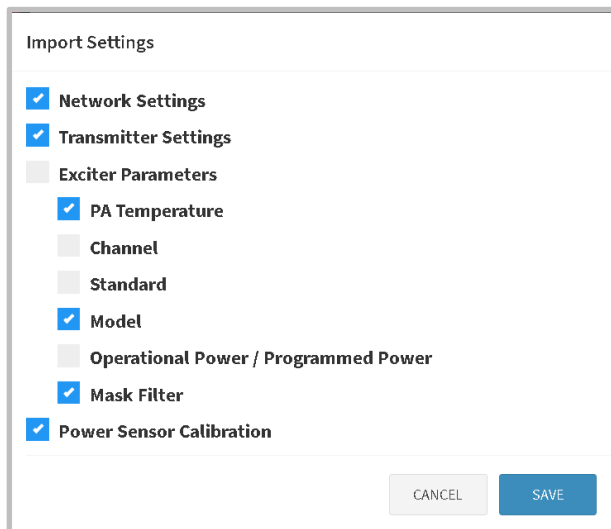 Import Settings
Network Settings
Transmitter Settings
Exciter Parameters
PA Temperature
Channel
Standard
Model
Operational Power / Programmed Power
Mask Filter
Power Sensor Calibration
CANCEL SAVE